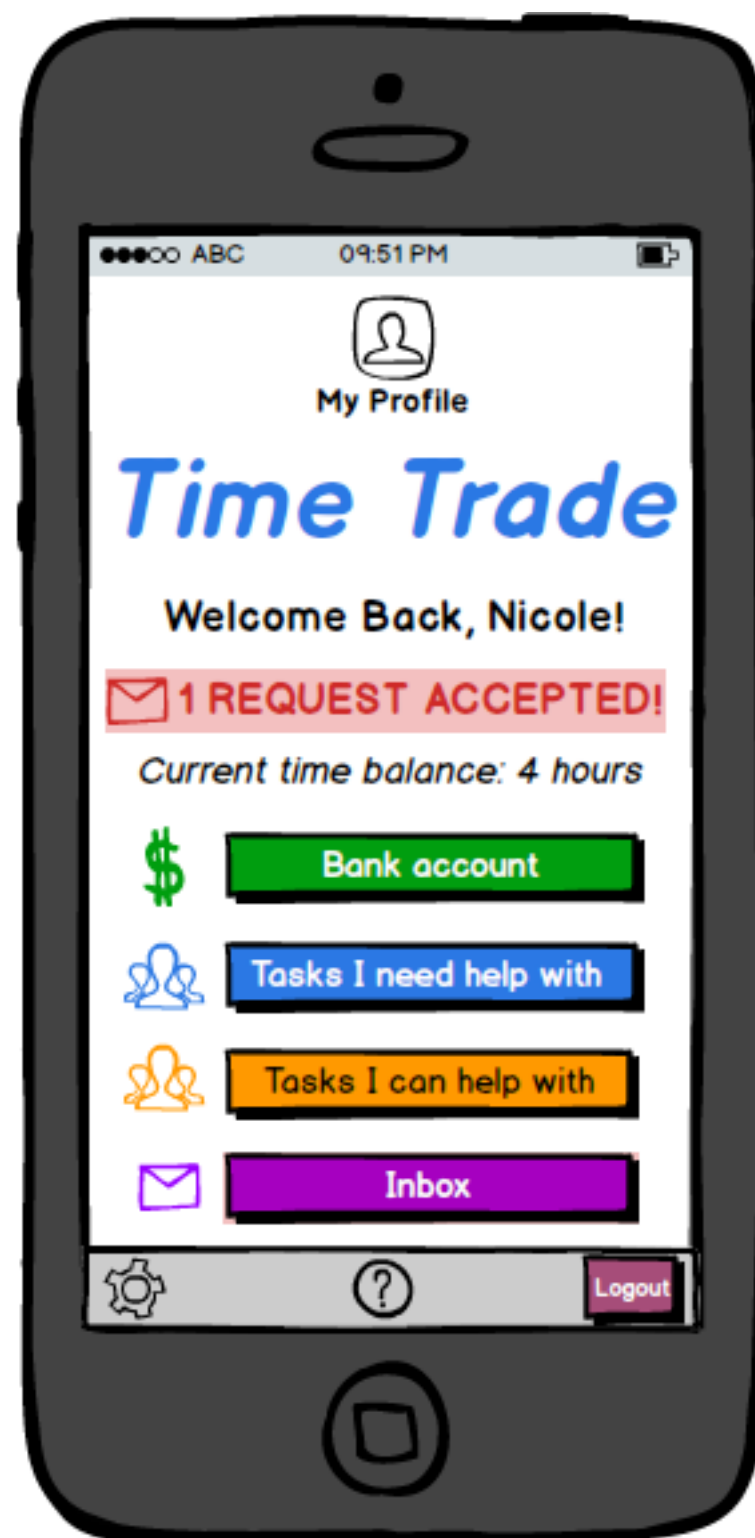 ABC 09:51 PM
My Profile
Time Trade
Welcome Back, Nicole!
1 REQUEST ACCEPTED!
Current time balance: 4 hours
$ Bank account
Tasks I need help with
Tasks I can help with
Inbox
? Logout